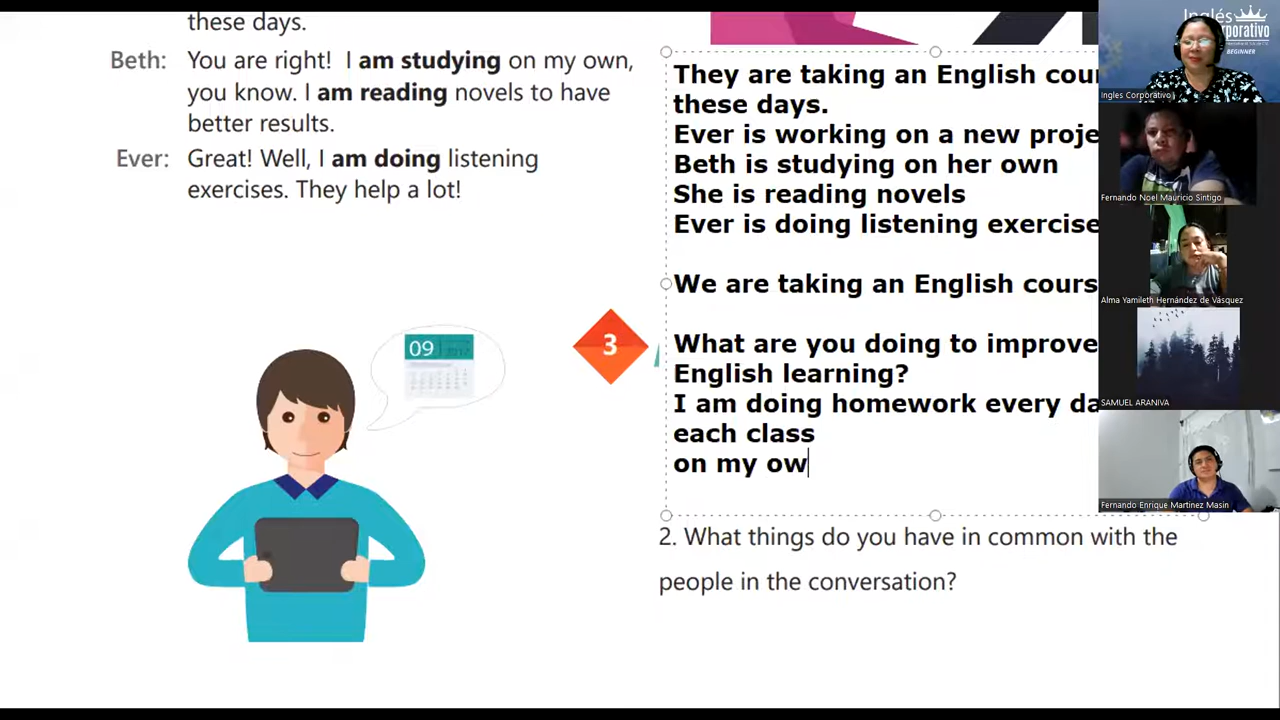 these days.
Beth: You are right! I am studying on my own,
you know. I am reading novels to have
better results.
Ever: Great! Well, I am doing listening
exercises. They help a lot!
09
3
They are taking an English cour
these days.
Ever is working on a new proje
Beth is studying on her own
She is reading novels
Ever is doing listening exercise
We are taking an English cours
What are you doing to improve
English learning?
I am doing homework every da
each class
on my ow
2. What things do you have in common with the
people in the conversation?
Inglés
BEGINNER
Ingles Corporativo
Fernando Noel Mauricio Sintigo
Alma Yamileth Hernández de Vásquez
SAMUEL ARANIVA
Fernando Enrique Martinez Masin